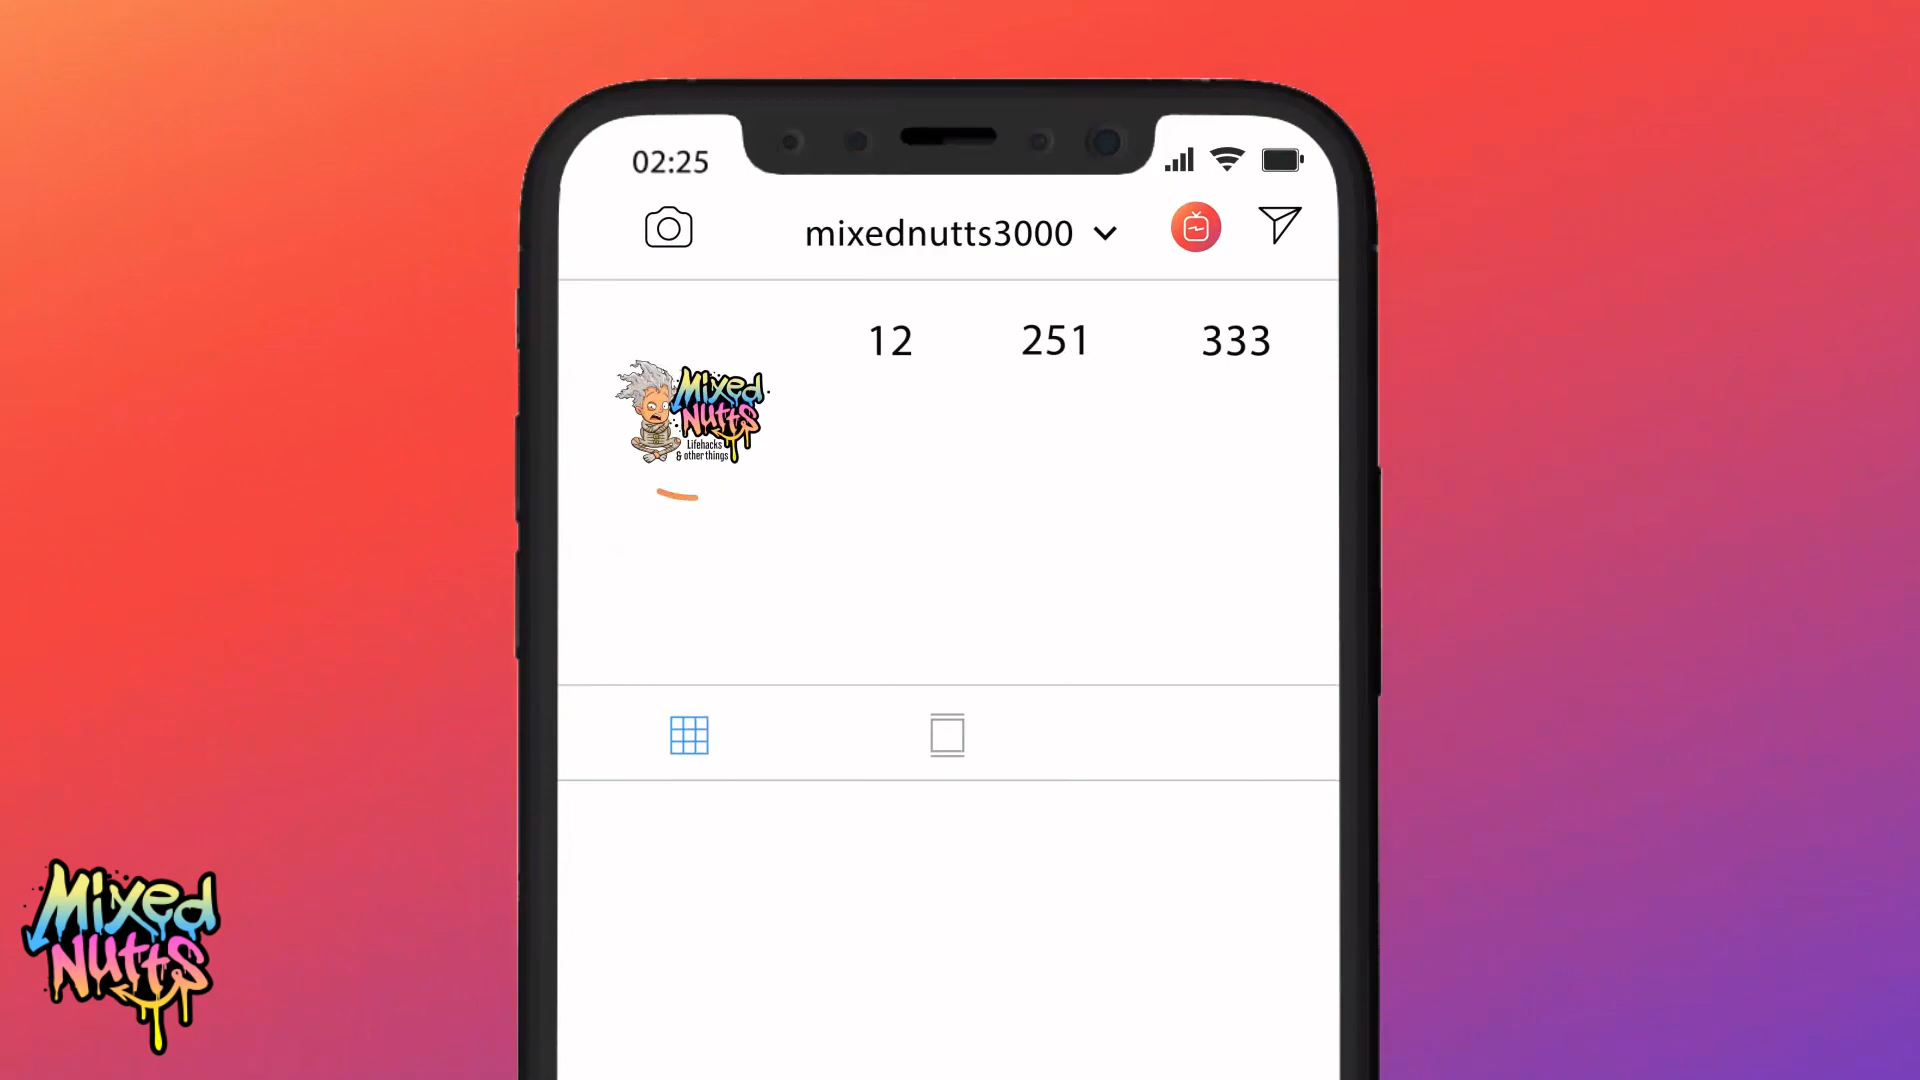 02:25
mixednutts3000
12 251 333
Mixed
Nutts
Lifehacks
& other things
Mixed
Nutts